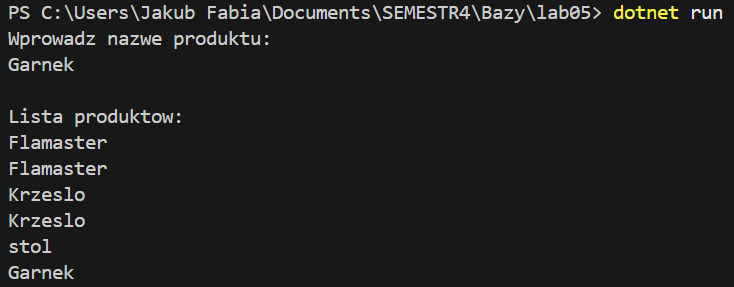 PS C:\Users\Jakub Fabia\Documents\SEMESTR4\Bazy\lab05> dotnet run
Wprowadz nazwe produktu:
Garnek
Lista produktow:
Flamaster
Flamaster
Krzeslo
Krzeslo
stol
Garnek